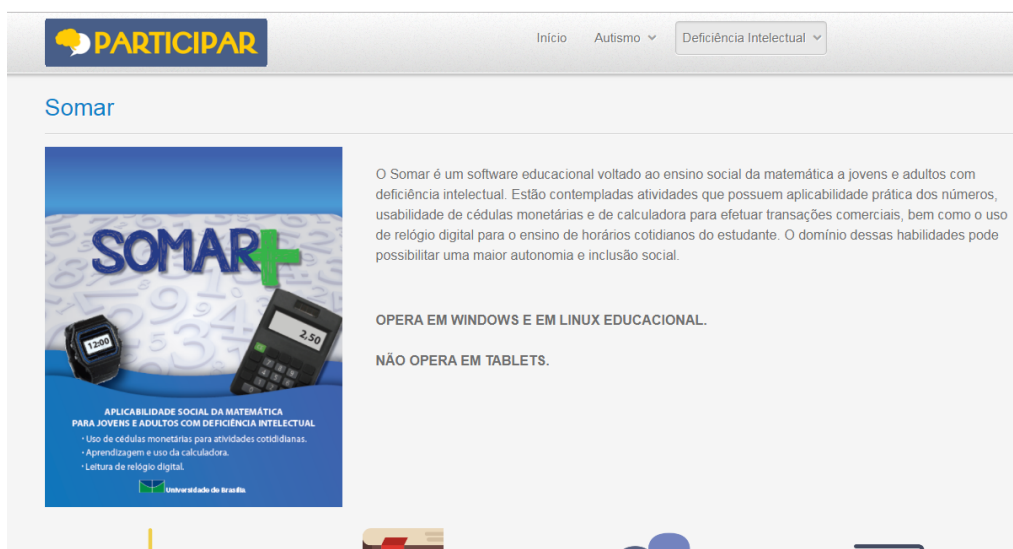 PARTICIPAR
Início Autismo Deficiência Intelectual
Somar
O Somar é um software educacional voltado ao ensino social da matemática a jovens e adultos com
deficiência intelectual. Estão contempladas atividades que possuem aplicabilidade prática dos números,
usabilidade de cédulas monetárias e de calculadora para efetuar transações comerciais, bem como o uso
de relógio digital para o ensino de horários cotidianos do estudante. O domínio dessas habilidades pode
possibilitar uma maior autonomia e inclusão social.
OPERA EM WINDOWS E EM LINUX EDUCACIONAL.
NÃO OPERA EM TABLETS.
SOMAR+
12:00
2,50
APLICABILIDADE SOCIAL DA MATEMÁTICA
PARA JOVENS E ADULTOS COM DEFICIÊNCIA INTELECTUAL
· Uso de cédulas monetárias para atividades cotididianas.
· Aprendizagem e uso da calculadora.
· Leitura de relógio digital.
Universidade de Brasília